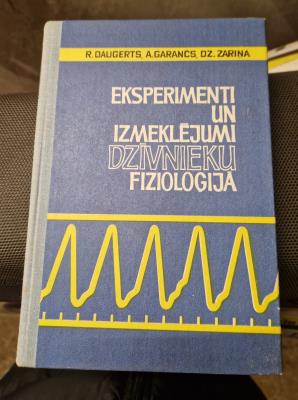 R. DAUGERTS, A. GARANCS, DZ. ZARIŅA
EKSPERIMENTI
UN
IZMEKLĒJUMI
DZĪVNIEKU
FIZIOLOĢIJĀ